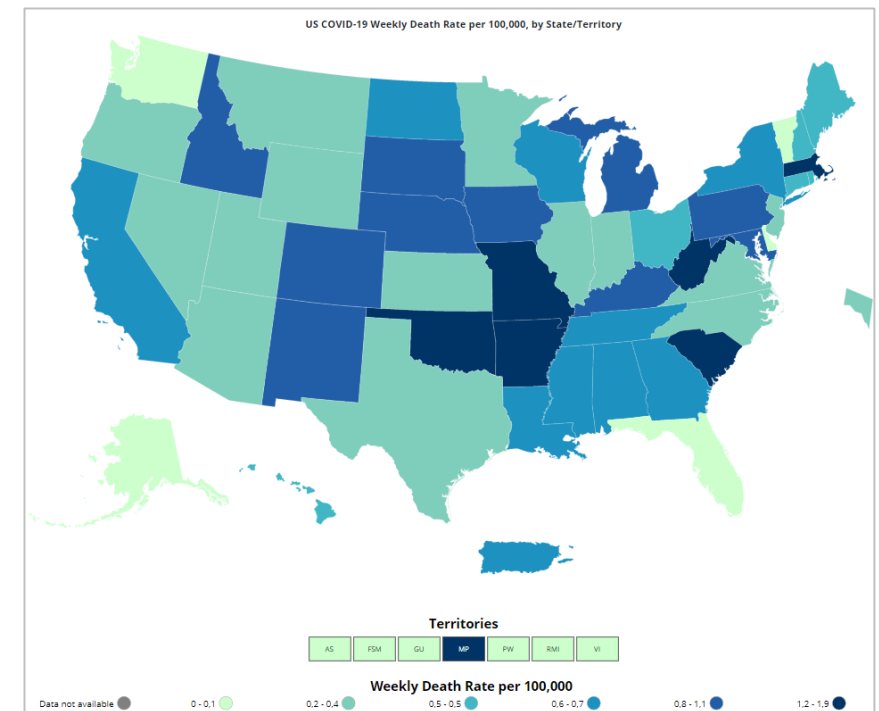 US COVID-19 Weekly Death Rate per 100,000, by State/Territory
Territories
AS FSM GU MP PW RMI VI
Weekly Death Rate per 100,000
Data not available 0 - 0,1 0,2 - 0,4 0,5 - 0,5 0,6 - 0,7 0,8 - 1,1 1,2 - 1,9